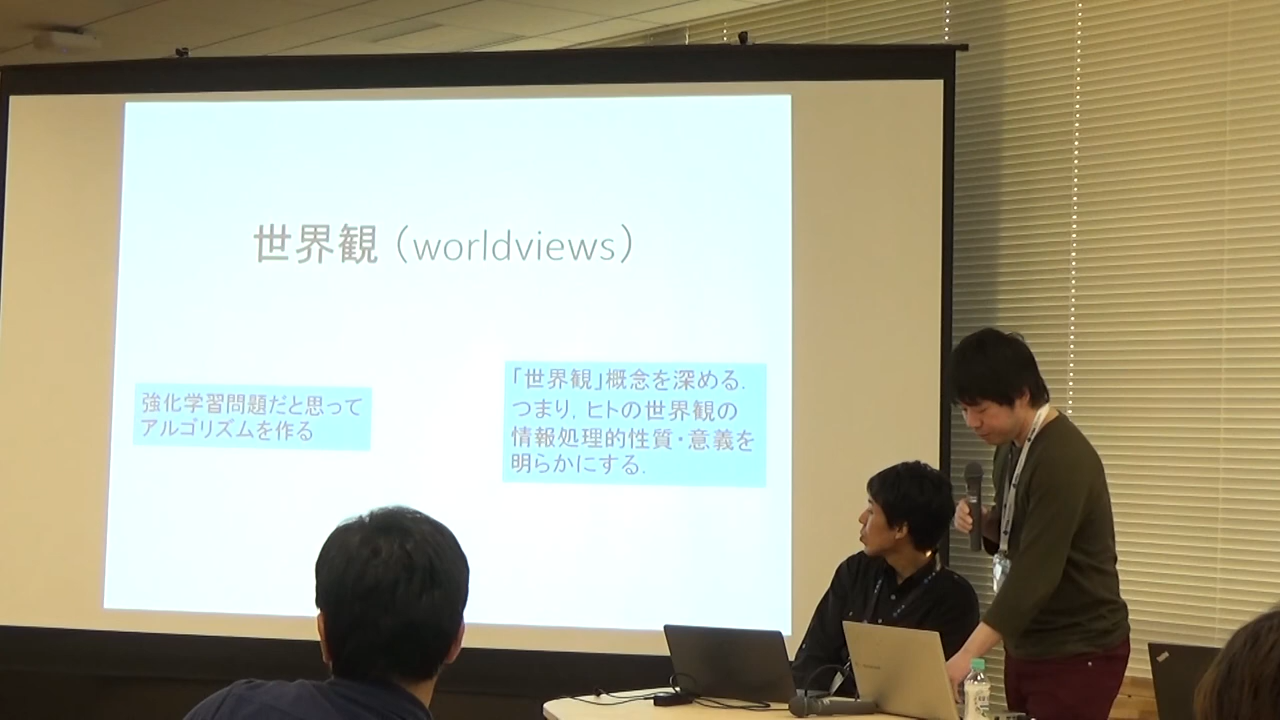 世界観（worldviews）
強化学習問題だと思って
アルゴリズムを作る
「世界観」概念を深める.
つまり, ヒトの世界観の
情報処理的性質・意義を
明らかにする.